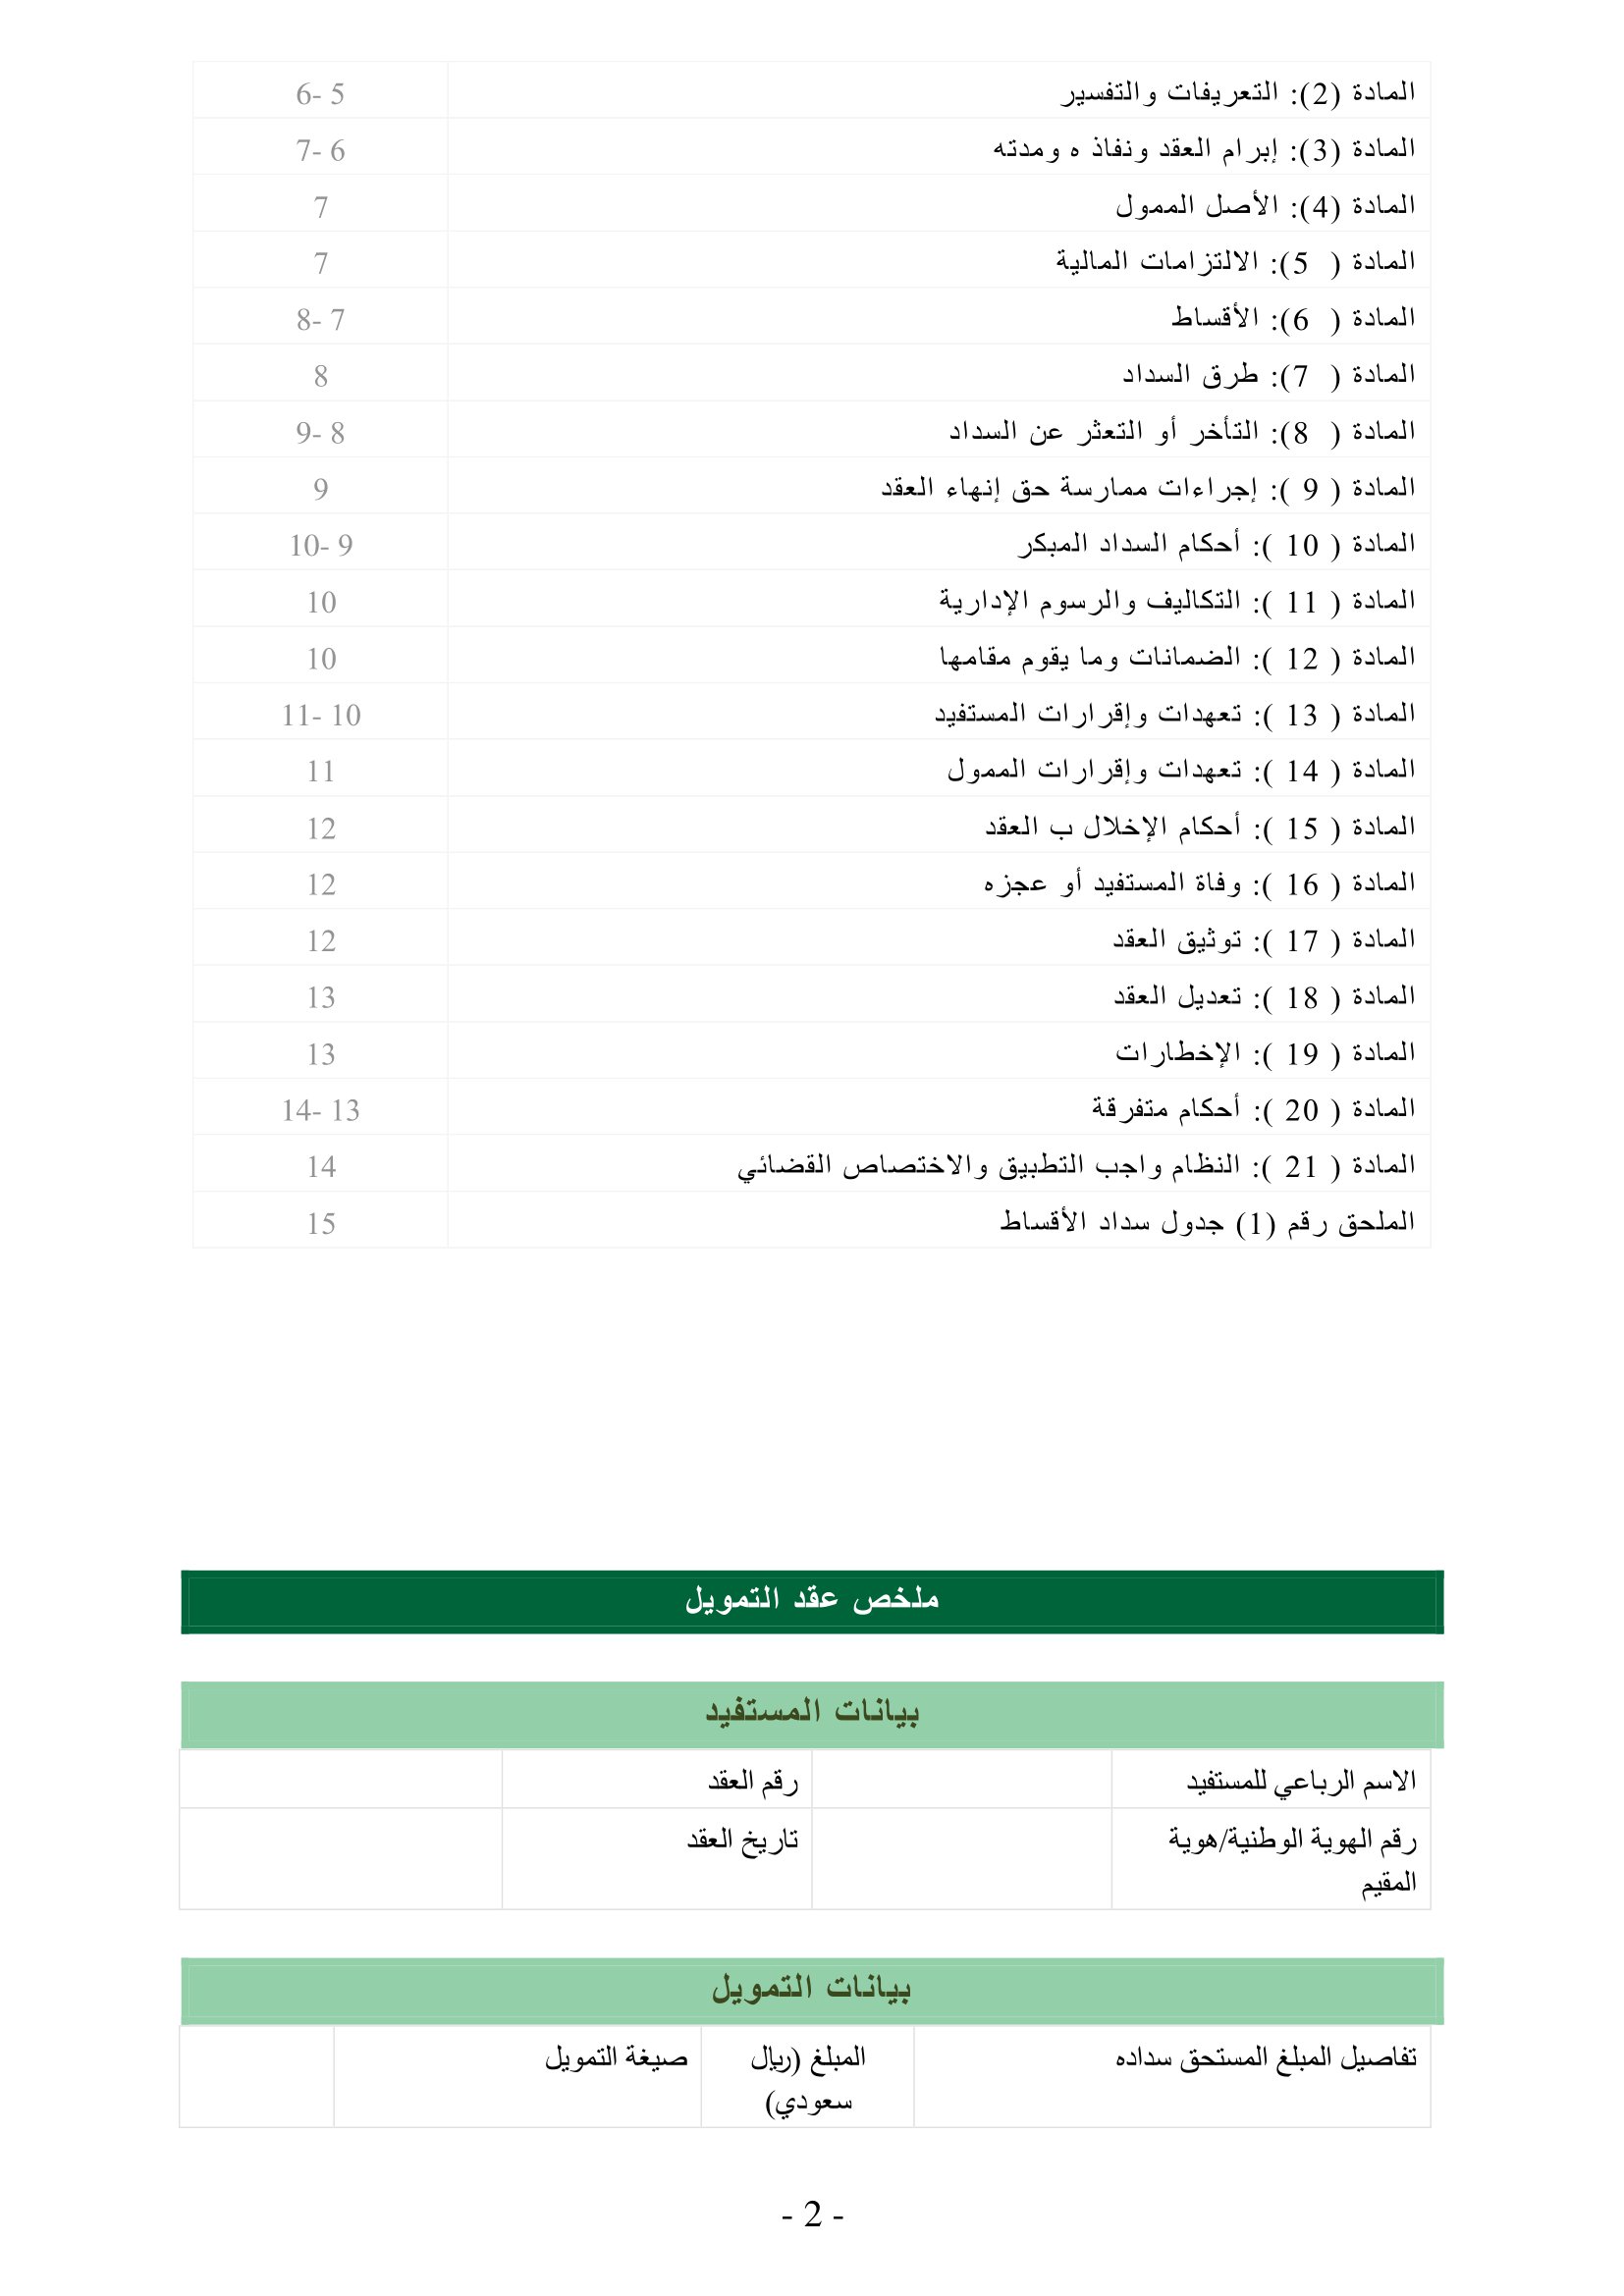 المادة (2): التعريفات والتفسير 5 -6
المادة (3): إبرام العقد ونفاذ ه ومدته 6 -7
المادة (4): الأصل الممول 7
المادة ( 5): الالتزامات المالية 7
المادة ( 6): الأقساط 7 -8
المادة ( 7): طرق السداد 8
المادة ( 8): التأخر أو التعثر عن السداد 8 -9
المادة ( 9 ): إجراءات ممارسة حق إنهاء العقد 9
المادة ( 10 ): أحكام السداد المبكر 9 -10
المادة ( 11 ): التكاليف والرسوم الإدارية 10
المادة ( 12 ): الضمانات وما يقوم مقامها 10
المادة ( 13 ): تعهدات وإقرارات المستفيد 10 -11
المادة ( 14 ): تعهدات وإقرارات الممول 11
المادة ( 15 ): أحكام الإخلال ب العقد 12
المادة ( 16 ): وفاة المستفيد أو عجزه 12
المادة ( 17 ): توثيق العقد 12
المادة ( 18 ): تعديل العقد 13
المادة ( 19 ): الإخطارات 13
المادة ( 20 ): أحكام متفرقة 13 -14
المادة ( 21 ): النظام واجب التطبيق والاختصاص القضائي 14
الملحق رقم (1) جدول سداد الأقساط 15
ملخص عقد التمويل
بيانات المستفيد
الاسم الرباعي للمستفيد رقم العقد
رقم الهوية الوطنية/هوية تاريخ العقد
المقيم
بيانات التمويل
تفاصيل المبلغ المستحق سداده المبلغ (ريال صيغة التمويل
سعودي)
- 2 -